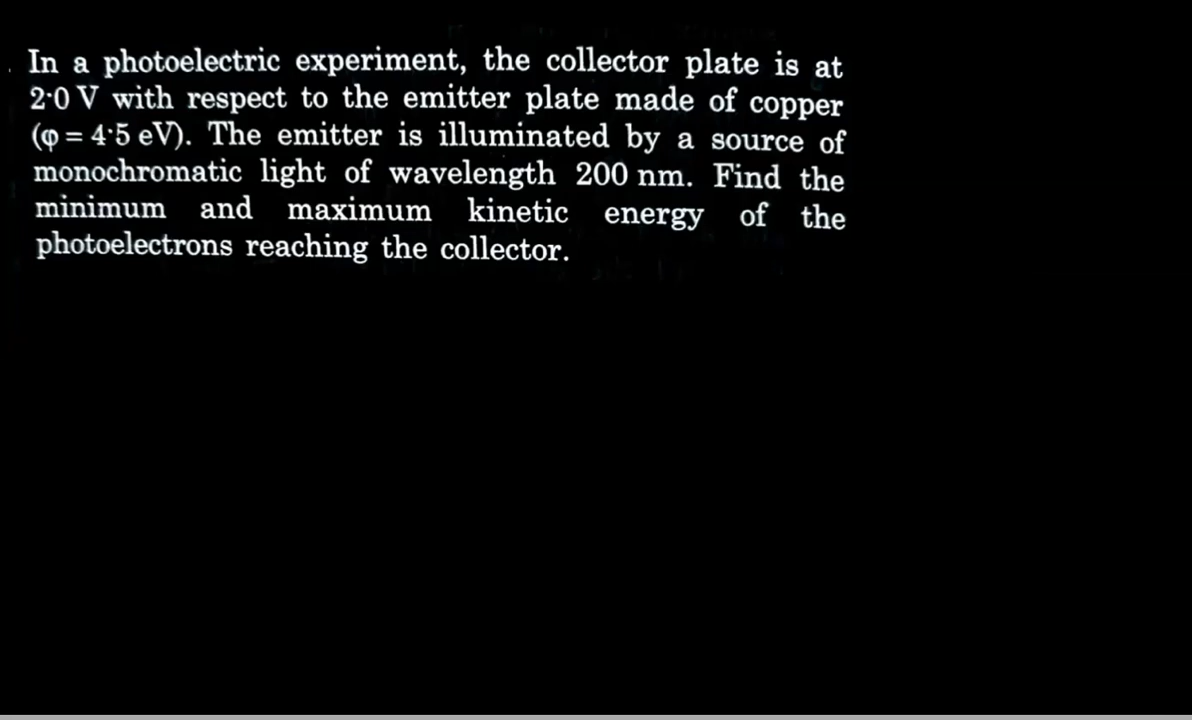 In a photoelectric experiment, the collector plate is at
2·0 V with respect to the emitter plate made of copper
(φ = 4·5 eV). The emitter is illuminated by a source of
monochromatic light of wavelength 200 nm. Find the
minimum and maximum kinetic energy of the
photoelectrons reaching the collector.